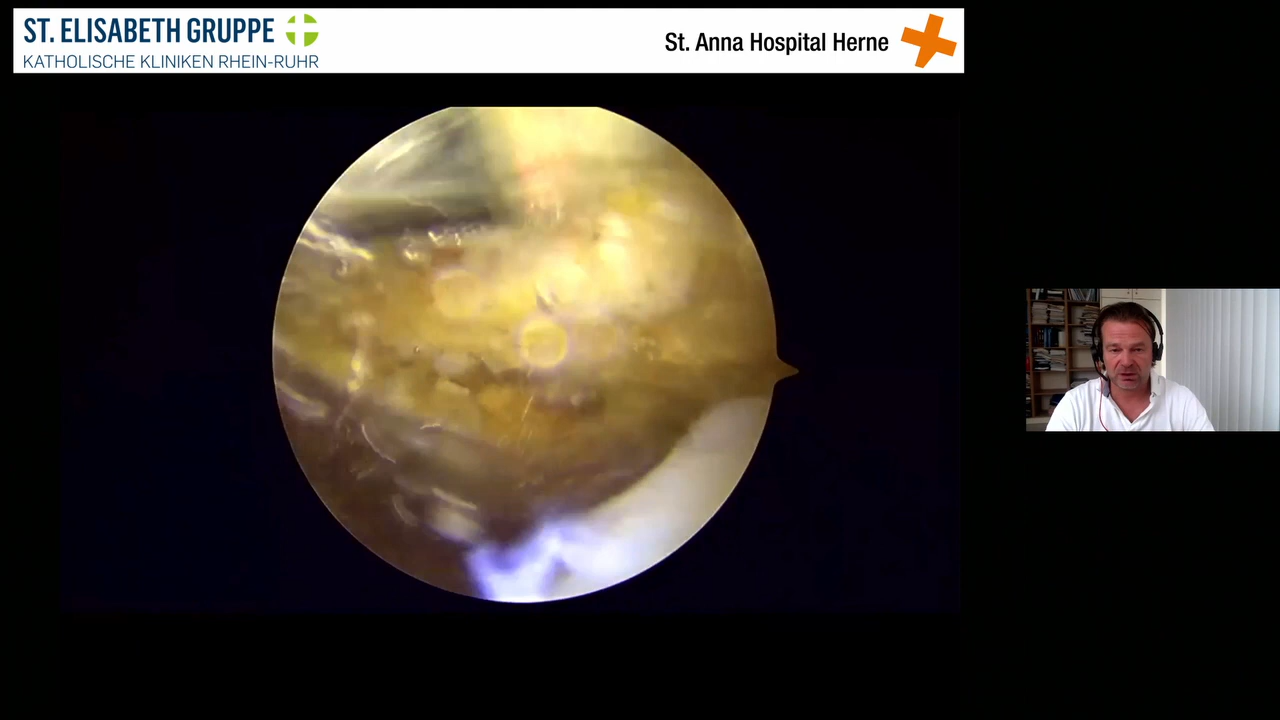 ST. ELISABETH GRUPPE
KATHOLISCHE KLINIKEN RHEIN-RUHR
St. Anna Hospital Herne